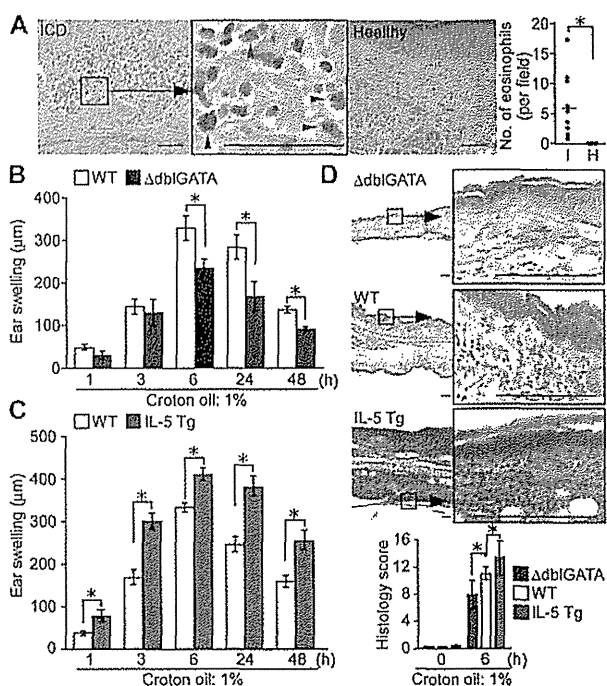 A
ICD
Healthy
*
No. of eosinophils
(per field)
20
15
10
5
0
I H
B
WT ΔdblGATA
Ear swelling (μm)
400
300
200
100
0
* * *
1 3 6 24 48 (h)
Croton oil: 1%
C
WT IL-5 Tg
Ear swelling (μm)
500
400
300
200
100
0
* * * * *
1 3 6 24 48 (h)
Croton oil: 1%
D
ΔdblGATA
WT
IL-5 Tg
Histology score
16
12
8
4
0
* *
ΔdblGATA
WT
IL-5 Tg
0 6 (h)
Croton oil: 1%